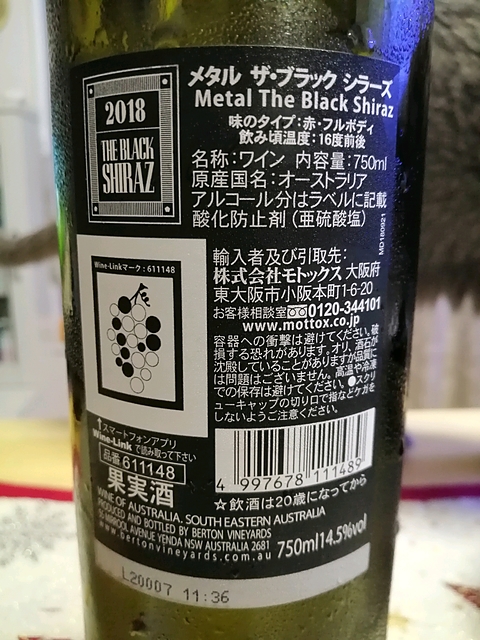 2018
THE BLACK
SHIRAZ
メタル ザ・ブラック シラーズ
Metal The Black Shiraz
味のタイプ:赤・フルボディ
飲み頃温度:16度前後
名称:ワイン 内容量:750ml
原産国名:オーストラリア
アルコール分はラベルに記載
酸化防止剤(亜硫酸塩)
MD180921
輸入者及び引取先:
株式会社モトックス 大阪府
東大阪市小阪本町1-6-20
お客様相談室 0120-344101
www.mottox.co.jp
容器への衝撃は避けてください。破
損する恐れがあります。オリ、酒石が
沈殿していることがありますが品質に
は問題はございません。高温や冷凍
での保存は避けてください。●スクリ
ューキャップの切り口で指などケガを
しないようご注意ください。
Wine-Linkマーク:611148
↑スマートフォンアプリ
Wine-Link で読み取って下さい
品番 611148
果実酒
4 997678 111489
☆飲酒は20歳になってから
WINE OF AUSTRALIA. SOUTH EASTERN AUSTRALIA
PRODUCED AND BOTTLED BY BERTON VINEYARDS
AVENUE YENDA NSW AUSTRALIA 2681
www.bertonvineyards.com.au
750ml 14.5%vol
L20007 11:36